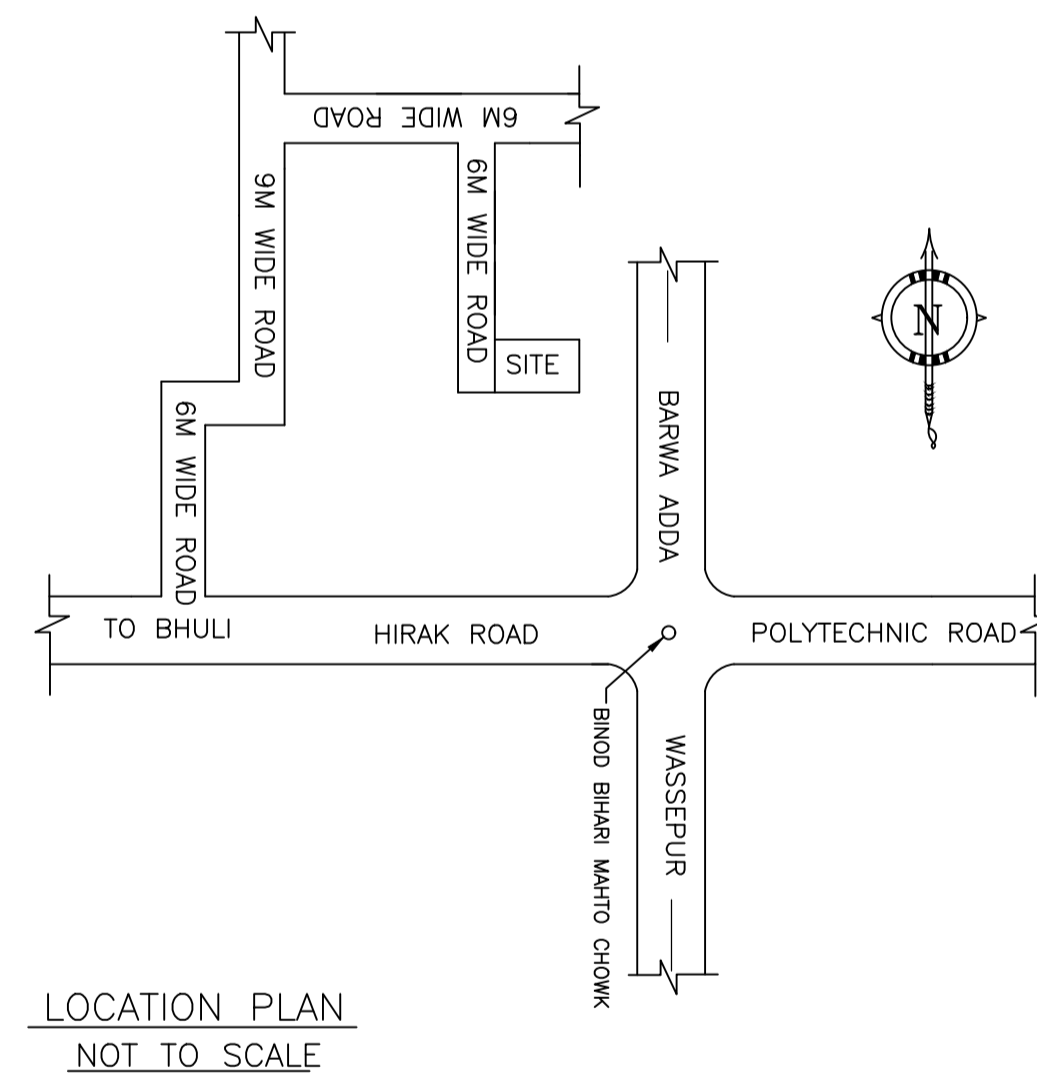 6M WIDE ROAD
9M WIDE ROAD
6M WIDE ROAD
N
SITE
6M WIDE ROAD
BARWA ADDA
TO BHULI
HIRAK ROAD
POLYTECHNIC ROAD
BINOD BIHARI MAHTO CHOWK
WASSEPUR
LOCATION PLAN
NOT TO SCALE